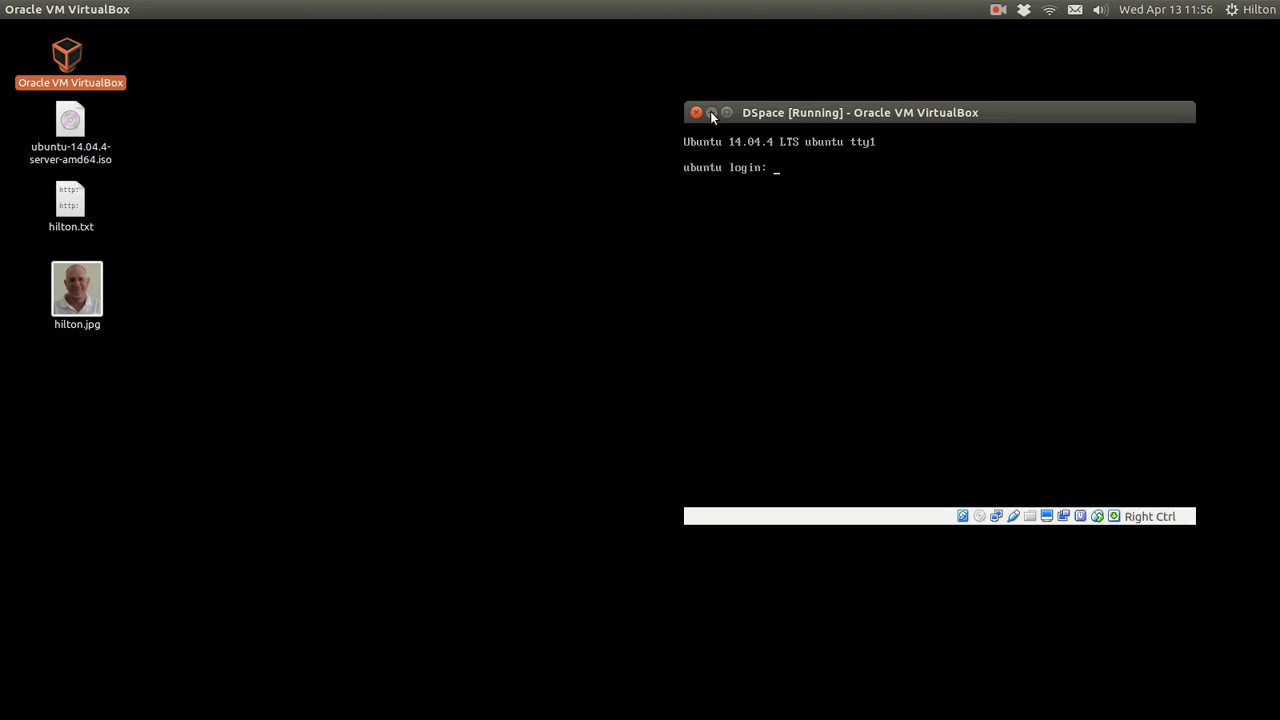 Oracle VM VirtualBox
Wed Apr 13 11:56
Hilton
Oracle VM VirtualBox
ubuntu-14.04.4-
server-amd64.iso
http:
http:
hilton.txt
hilton.jpg
DSpace [Running] - Oracle VM VirtualBox
Ubuntu 14.04.4 LTS ubuntu tty1
ubuntu login: _
Right Ctrl